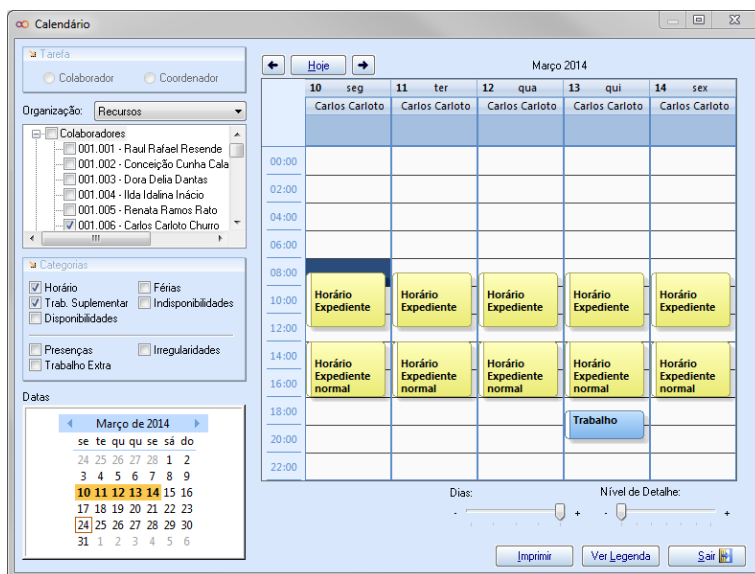 Calendário
Tarefa
Colaborador Coordenador
Organização: Recursos
Colaboradores
001.001 - Raul Rafael Resende
001.002 - Conceição Cunha Cala
001.003 - Dora Delia Dantas
001.004 - Ilda Idalina Inácio
001.005 - Renata Ramos Rato
001.006 - Carlos Carloto Churro
Categorias
Horário Férias
Trab. Suplementar Indisponibilidades
Disponibilidades
Presenças Irregularidades
Trabalho Extra
Datas
Março de 2014
se te qu qu se sá do
24 25 26 27 28 1 2
3 4 5 6 7 8 9
10 11 12 13 14 15 16
17 18 19 20 21 22 23
24 25 26 27 28 29 30
31 1 2 3 4 5 6
Hoje Março 2014
10 seg 11 ter 12 qua 13 qui 14 sex
Carlos Carloto Carlos Carloto Carlos Carloto Carlos Carloto Carlos Carloto
00:00
02:00
04:00
06:00
08:00
10:00
12:00
14:00
16:00
18:00
20:00
22:00
Horário Horário Horário Horário Horário
Expediente Expediente Expediente Expediente Expediente
Horário Horário Horário Horário Horário
Expediente Expediente Expediente Expediente Expediente
normal normal normal normal normal
Trabalho
Dias: Nível de Detalhe:
- + - +
Imprimir Ver Legenda Sair